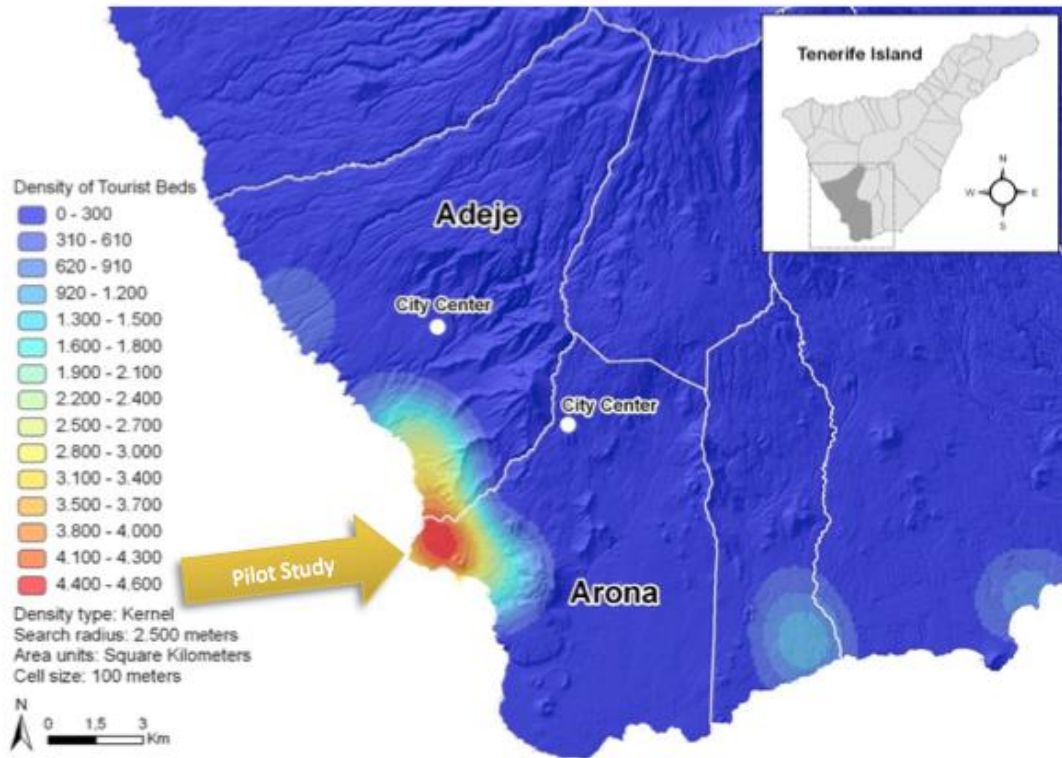 Tenerife Island
N
W
E
S
Density of Tourist Beds
0 - 300
310 - 610
620 - 910
920 - 1.200
1.300 - 1.500
1.600 - 1.800
1.900 - 2.100
2.200 - 2.400
2.500 - 2.700
2.800 - 3.000
3.100 - 3.400
3.500 - 3.700
3.800 - 4.000
4.100 - 4.300
4.400 - 4.600
Density type: Kernel
Search radius: 2.500 meters
Area units: Square Kilometers
Cell size: 100 meters
N
0 1,5 3
Km
Adeje
City Center
City Center
Pilot Study
Arona